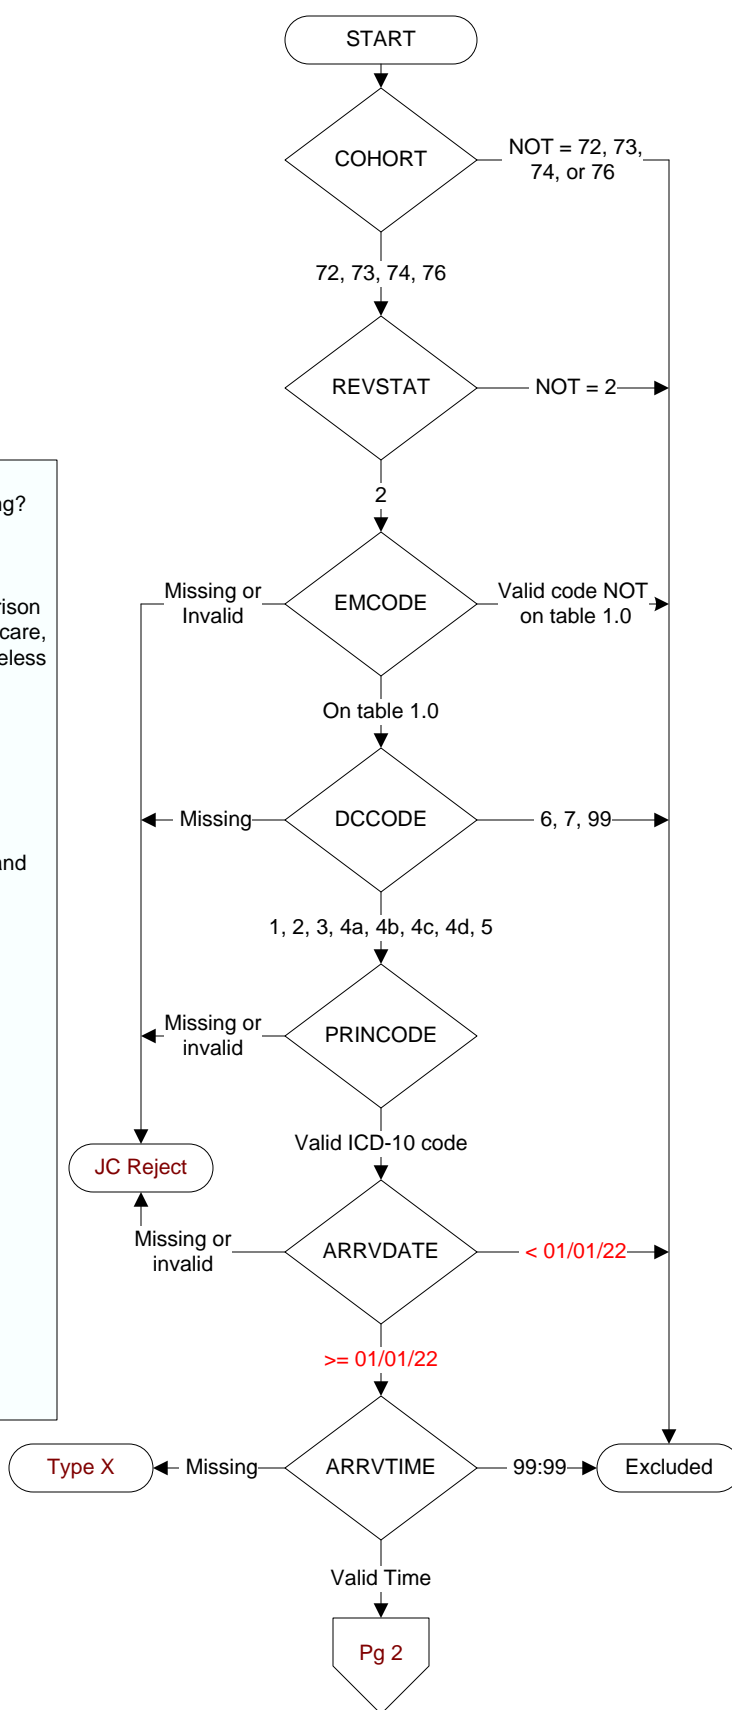 START
COHORT
NOT = 72, 73,
74, or 76
72, 73, 74, 76
REVSTAT
NOT = 2
2
Missing or
Invalid
EMCODE
Valid code NOT
on table 1.0
On table 1.0
Missing
DCCODE
6, 7, 99
1, 2, 3, 4a, 4b, 4c, 4d, 5
Missing or
invalid
PRINCODE
Valid ICD-10 code
JC Reject
Missing or
invalid
ARRVDATE
< 01/01/22
>= 01/01/22
Type X
Missing
ARRVTIME
99:99
Excluded
Valid Time
Pg 2
care,
and